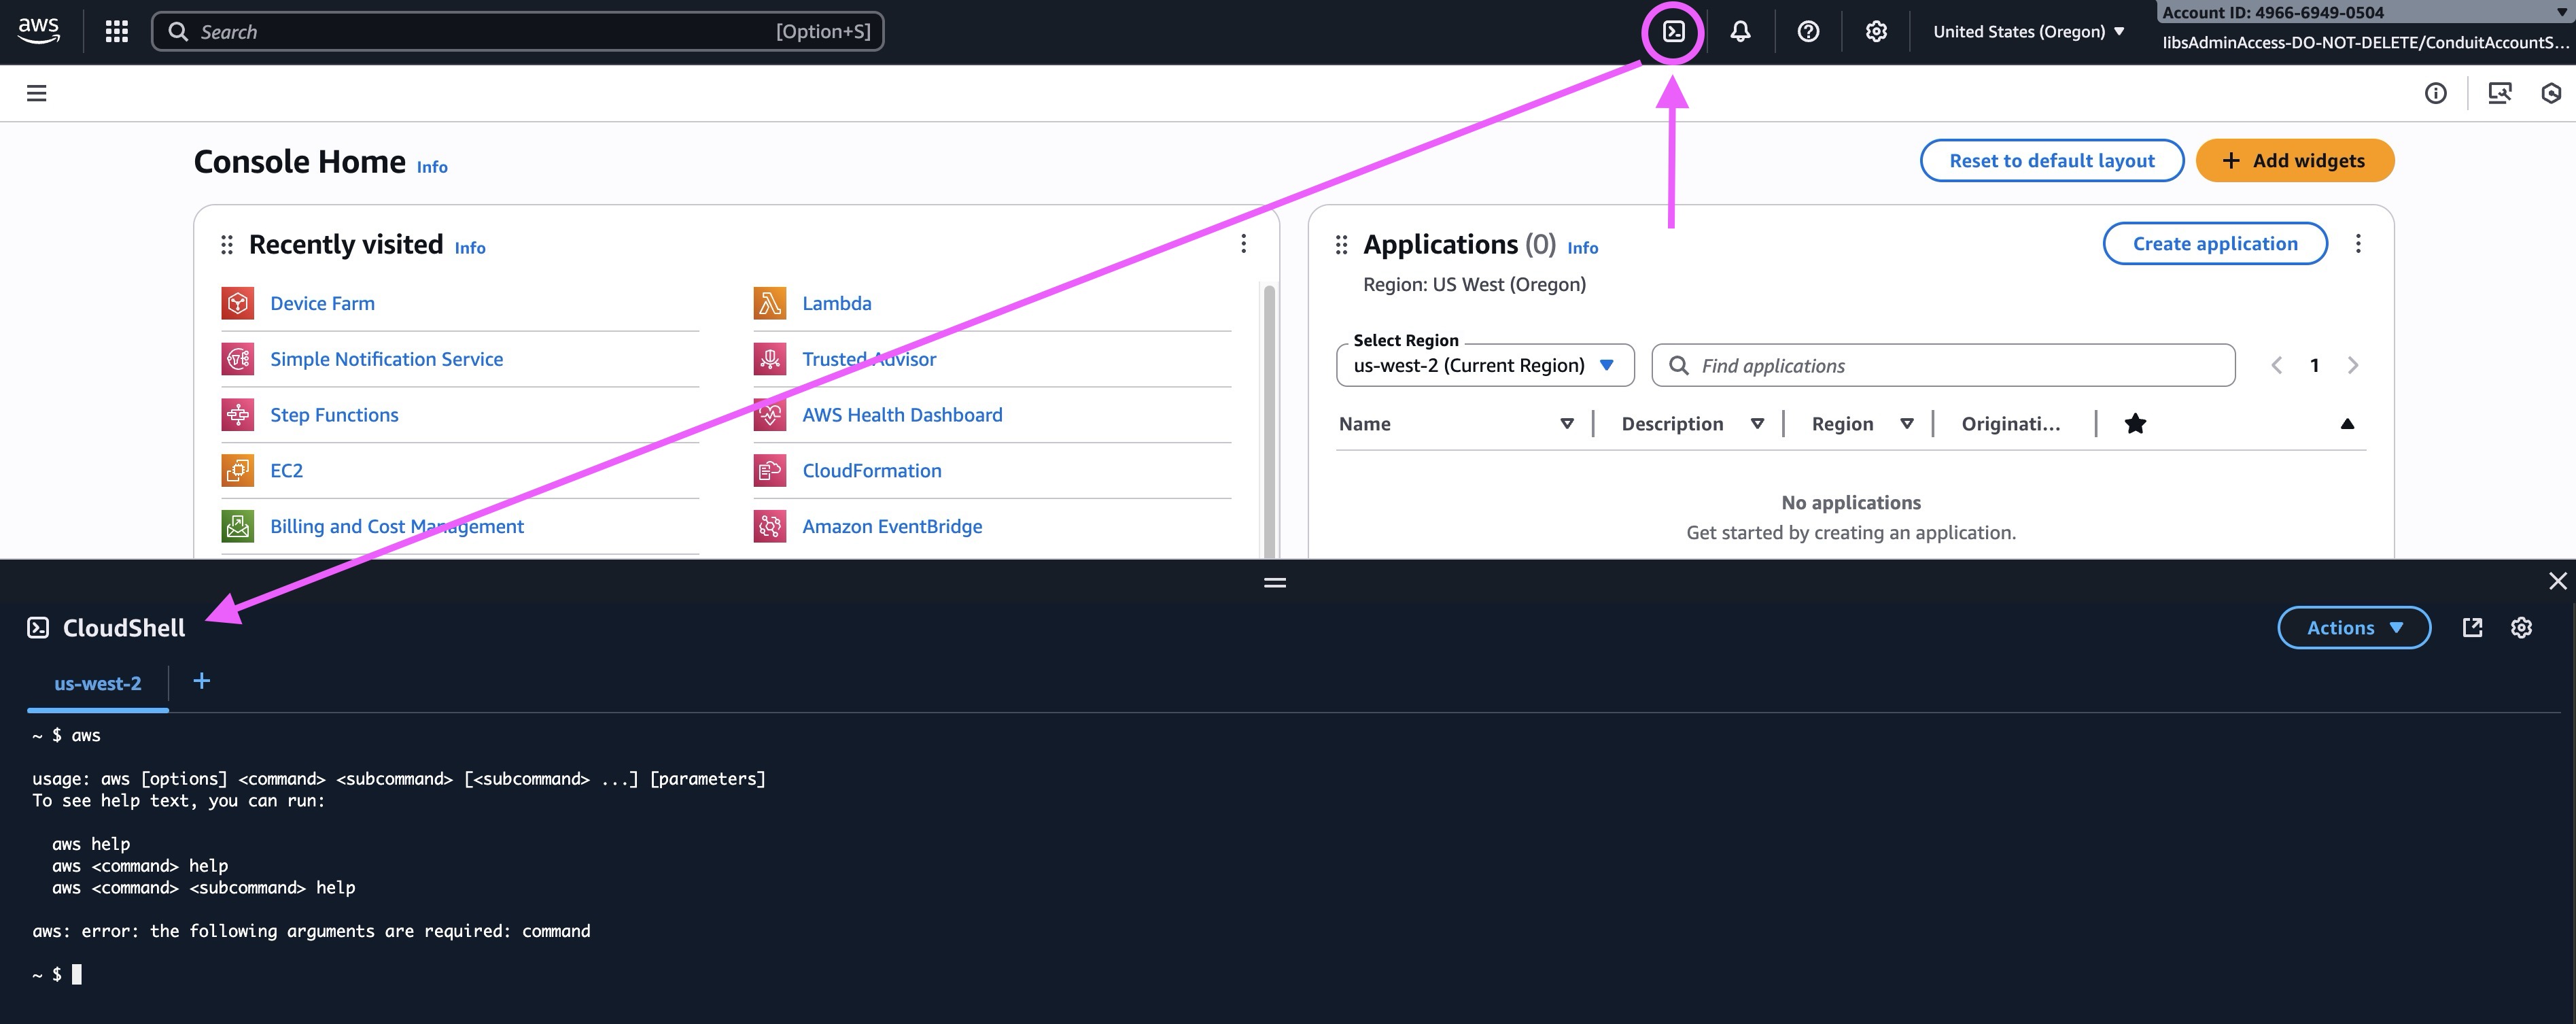 aws
Search [Option+S]
United States (Oregon)
Account ID: 4966-6949-0504
libsAdminAccess-DO-NOT-DELETE/ConduitAccountS...
Console Home Info
Reset to default layout
+ Add widgets
Recently visited Info
Device Farm
Lambda
Simple Notification Service
Trusted Advisor
Step Functions
AWS Health Dashboard
EC2
CloudFormation
Billing and Cost Management
Amazon EventBridge
Applications (0) Info
Create application
Region: US West (Oregon)
Select Region
us-west-2 (Current Region)
Find applications
1
Name Description Region Originati...
No applications
Get started by creating an application.
CloudShell
Actions
us-west-2
+
~ $ aws
usage: aws [options] <command> <subcommand> [<subcommand> ...] [parameters]
To see help text, you can run:
aws help
aws <command> help
aws <command> <subcommand> help
aws: error: the following arguments are required: command
~ $